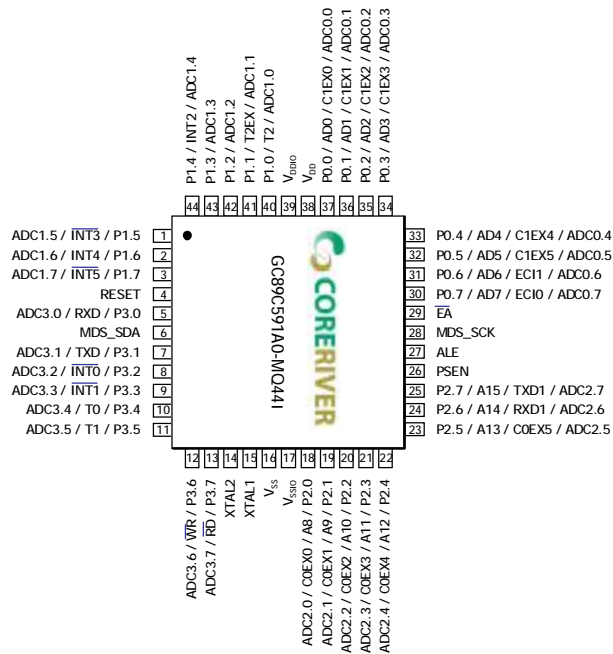 P1.4 / INT2 / ADC1.4
P1.3 / ADC1.3
P1.2 / ADC1.2
P1.1 / T2EX / ADC1.1
P1.0 / T2 / ADC1.0
VDDIO
VDD
P0.0 / AD0 / C1EX0 / ADC0.0
P0.1 / AD1 / C1EX1 / ADC0.1
P0.2 / AD2 / C1EX2 / ADC0.2
P0.3 / AD3 / C1EX3 / ADC0.3
44 43 42 41 40 39 38 37 36 35 34
ADC1.5 / INT3 / P1.5 1
ADC1.6 / INT4 / P1.6 2
ADC1.7 / INT5 / P1.7 3
RESET 4
ADC3.0 / RXD / P3.0 5
MDS_SDA 6
ADC3.1 / TXD / P3.1 7
ADC3.2 / INT0 / P3.2 8
ADC3.3 / INT1 / P3.3 9
ADC3.4 / T0 / P3.4 10
ADC3.5 / T1 / P3.5 11
GC89C591A0-MQ44I
CORERIVER
33 P0.4 / AD4 / C1EX4 / ADC0.4
32 P0.5 / AD5 / C1EX5 / ADC0.5
31 P0.6 / AD6 / ECI1 / ADC0.6
30 P0.7 / AD7 / ECI0 / ADC0.7
29 EA
28 MDS_SCK
27 ALE
26 PSEN
25 P2.7 / A15 / TXD1 / ADC2.7
24 P2.6 / A14 / RXD1 / ADC2.6
23 P2.5 / A13 / C0EX5 / ADC2.5
12 13 14 15 16 17 18 19 20 21 22
ADC3.6 / WR / P3.6
ADC3.7 / RD / P3.7
XTAL2
XTAL1
VSS
VSSIO
ADC2.0 / C0EX0 / A8 / P2.0
ADC2.1 / C0EX1 / A9 / P2.1
ADC2.2 / C0EX2 / A10 / P2.2
ADC2.3 / C0EX3 / A11 / P2.3
ADC2.4 / C0EX4 / A12 / P2.4